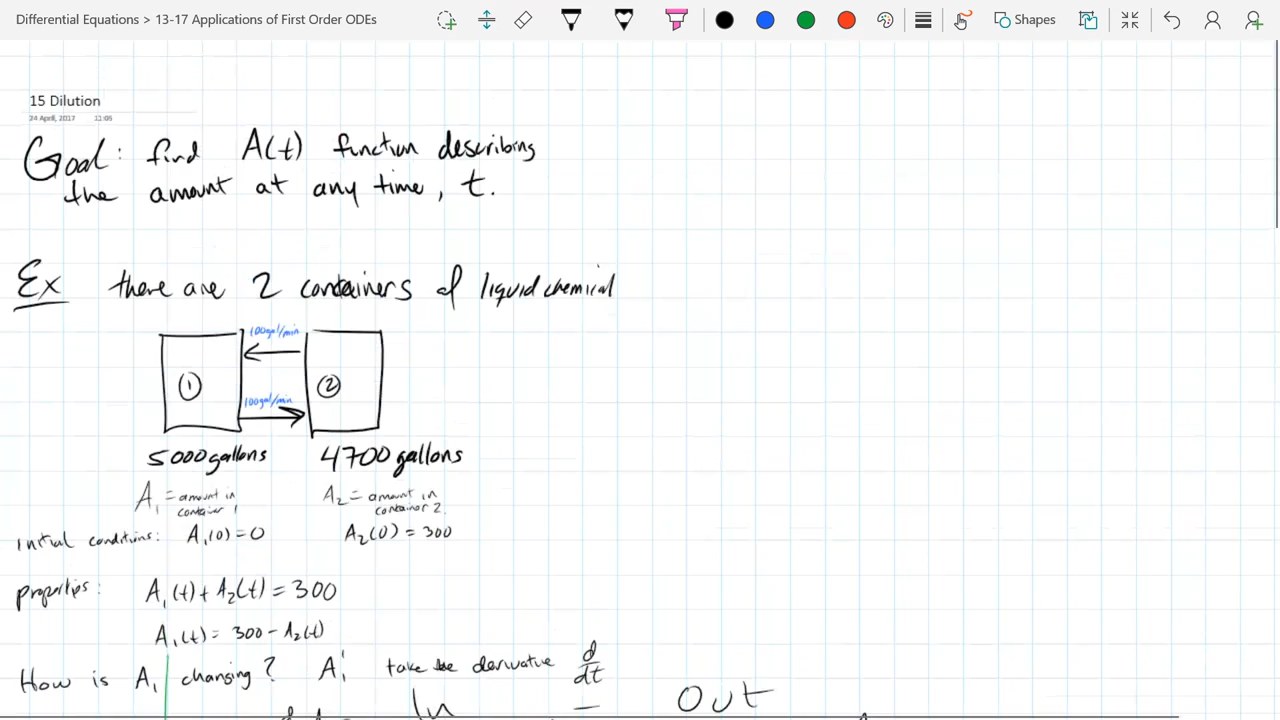 Differential Equations > 13-17 Applications of First Order ODEs
Shapes
15 Dilution
24 April, 2017 11:06
Goal: find A(t) function describing
the amount at any time, t.
Ex there are 2 containers of liquid chemical
100gal/min
① ②
100gal/min
5000 gallons 4700 gallons
A₁ = amount in container 1 A₂ = amount in container 2.
Initial conditions: A₁(0) = 0 A₂(0) = 300
properties: A₁(t) + A₂(t) = 300
A₁(t) = 300 - A₂(t)
How is A₁ changing? A₁' take the derivative d/dt
In Out